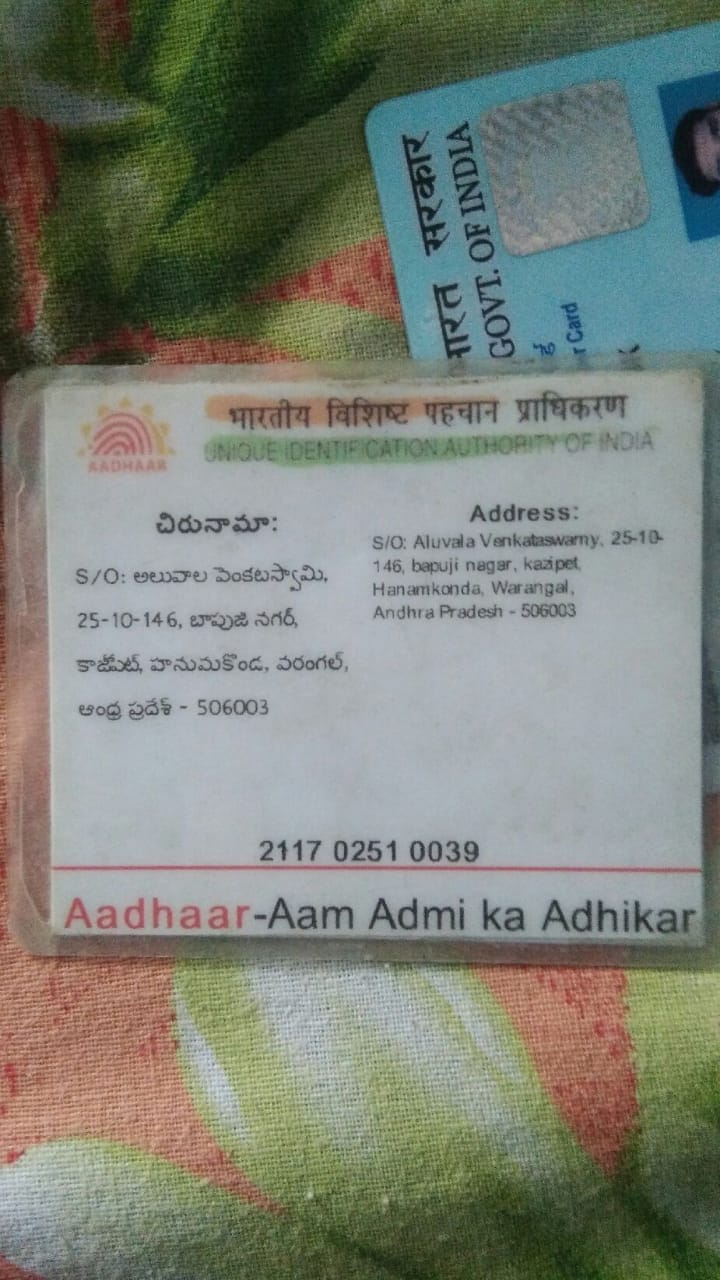 भारत सरकार
GOVT. OF INDIA
r Card
भारतीय विशिष्ट पहचान प्राधिकरण
UNIQUE IDENTIFICATION AUTHORITY OF INDIA
AADHAAR
చిరునామా:
S/O: అలువాల వెంకటస్వామి,
25-10-146, బాపుజి నగర్,
కాజీపేట్, హనుమకొండ, వరంగల్,
ఆంధ్ర ప్రదేశ్ - 506003
Address:
S/O: Aluvala Venkataswamy, 25-10-
146, bapuji nagar, kazipet,
Hanamkonda, Warangal,
Andhra Pradesh - 506003
2117 0251 0039
Aadhaar-Aam Admi ka Adhikar